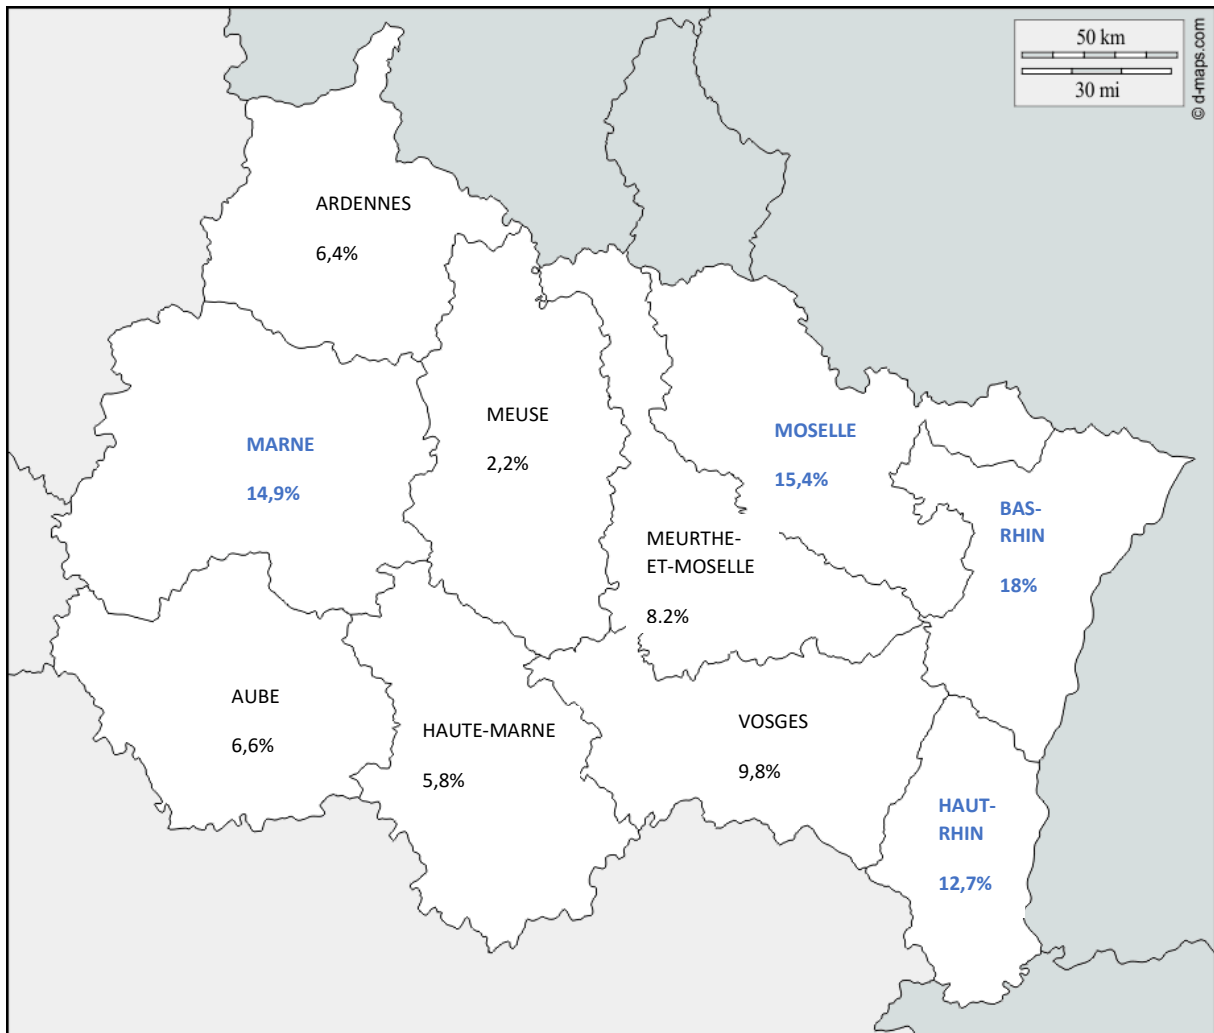 50 km
30 mi
© d-maps.com
ARDENNES
6,4%
MEUSE
2,2%
MARNE
14,9%
MOSELLE
15,4%
BAS-
RHIN
18%
MEURTHE-
ET-MOSELLE
8.2%
AUBE
6,6%
HAUTE-MARNE
5,8%
VOSGES
9,8%
HAUT-
RHIN
12,7%